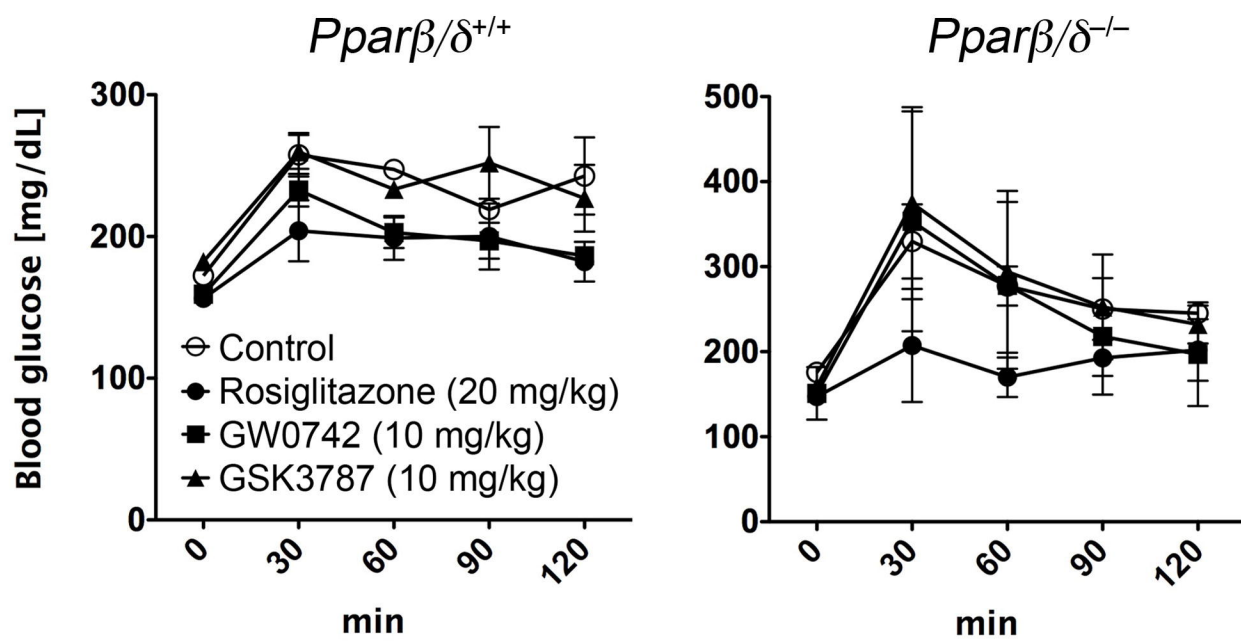 Pparβ/δ+/+
Blood glucose [mg/dL]
300
200
100
0
Control
Rosiglitazone (20 mg/kg)
GW0742 (10 mg/kg)
GSK3787 (10 mg/kg)
0 30 60 90 120
min
Pparβ/δ–/–
500
400
300
200
100
0
0 30 60 90 120
min